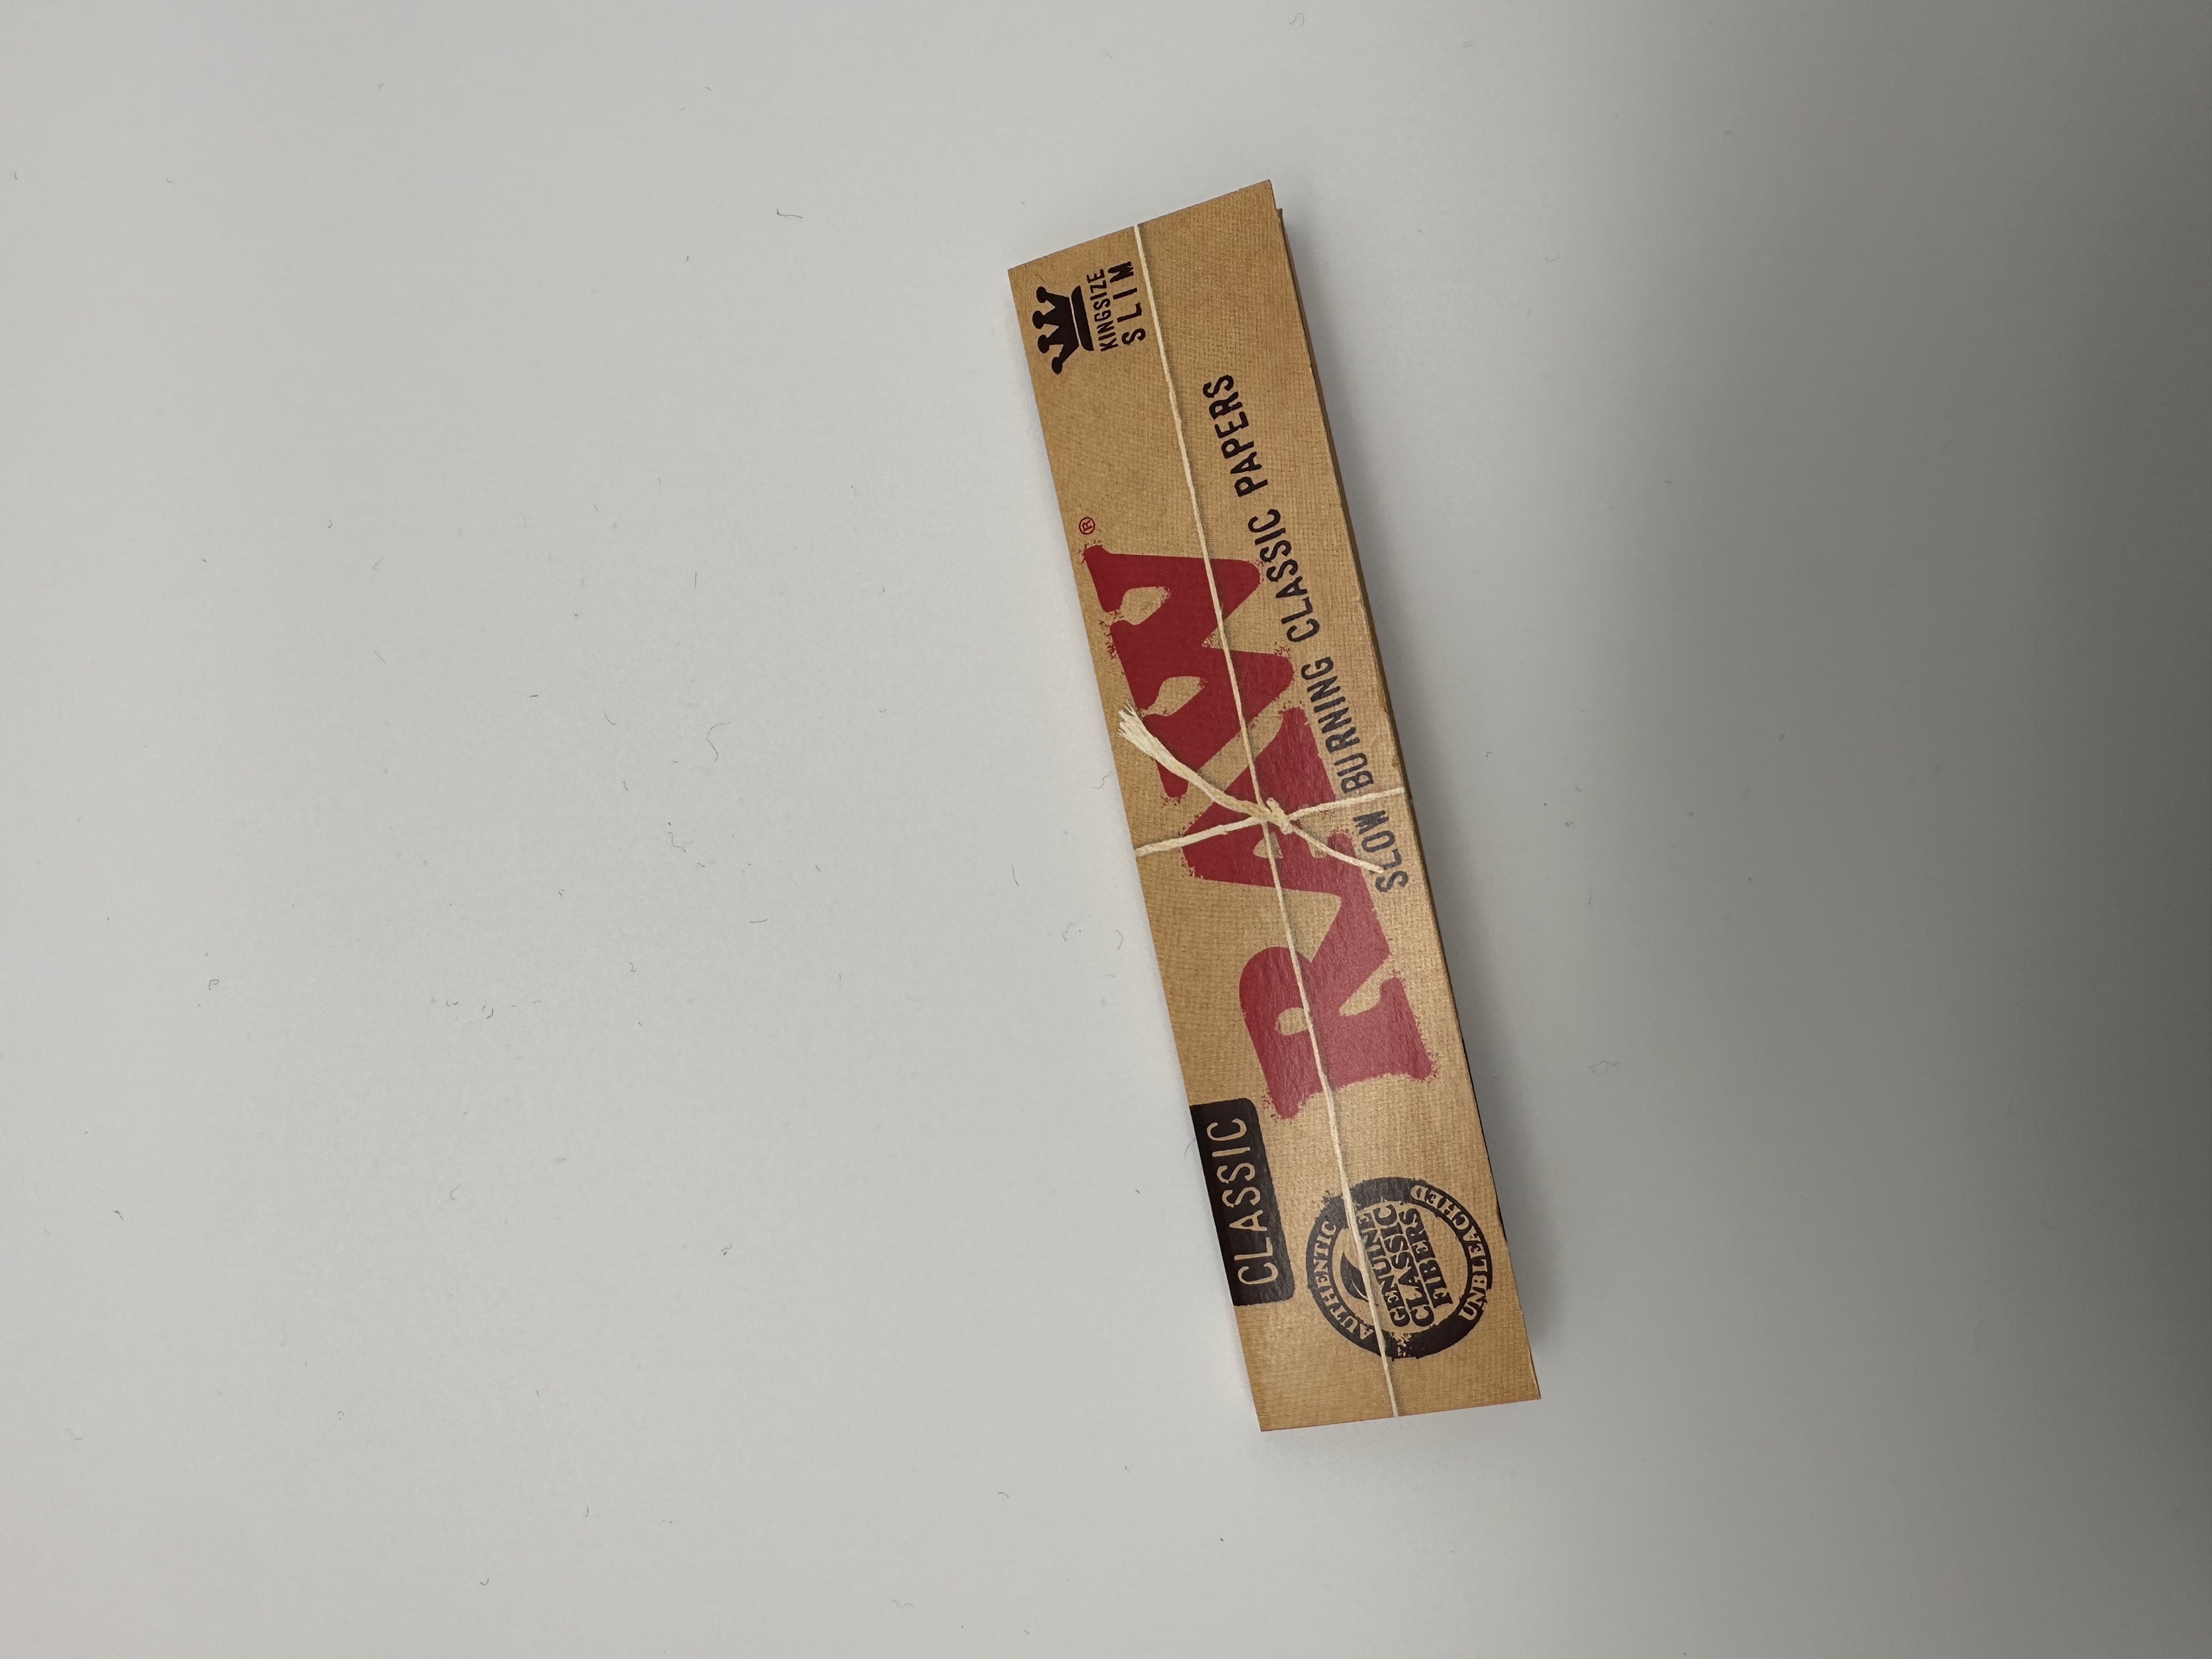 CLASSIC
RAW®
KINGSIZE
SLIM
SLOW BURNING CLASSIC PAPERS
AUTHENTIC
GENUINE
CLASSIC
FIBERS
UNBLEACHED